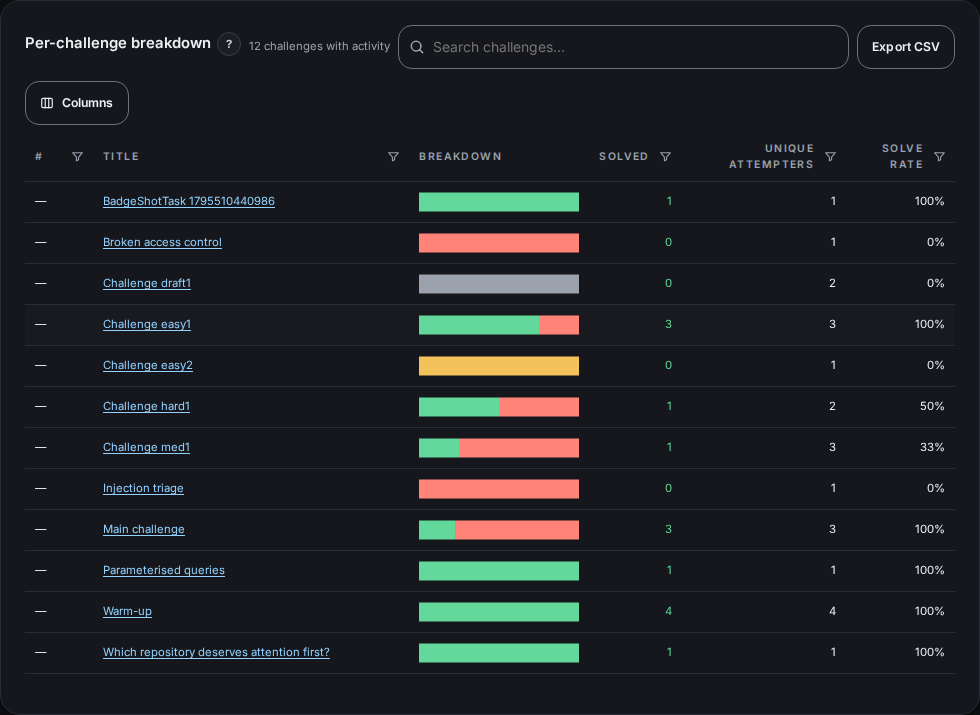 Per-challenge breakdown ? 12 challenges with activity Search challenges... Export CSV
Columns
# TITLE BREAKDOWN SOLVED UNIQUE ATTEMPTERS SOLVE RATE
— BadgeShotTask 1795510440986 1 1 100%
— Broken access control 0 1 0%
— Challenge draft1 0 2 0%
— Challenge easy1 3 3 100%
— Challenge easy2 0 1 0%
— Challenge hard1 1 2 50%
— Challenge med1 1 3 33%
— Injection triage 0 1 0%
— Main challenge 3 3 100%
— Parameterised queries 1 1 100%
— Warm-up 4 4 100%
— Which repository deserves attention first? 1 1 100%